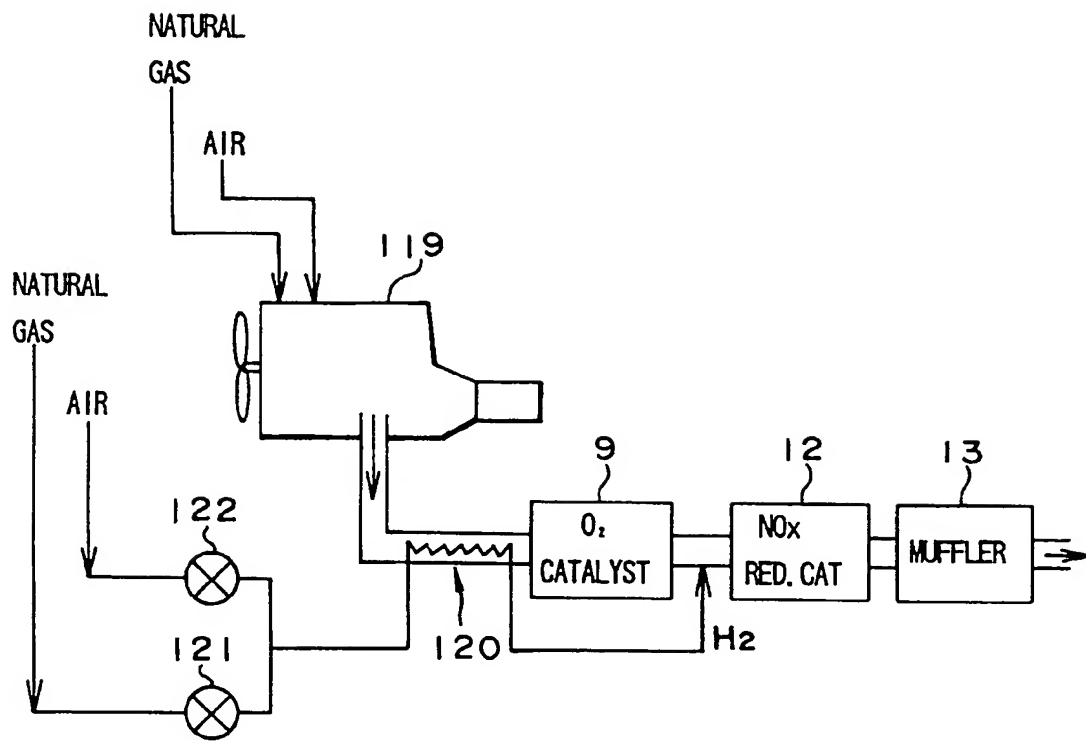 NATURAL
GAS
AIR
119
NATURAL
GAS
AIR
9
12
13
122
O₂
CATALYST
NOx
RED. CAT
MUFFLER
120
H2
121